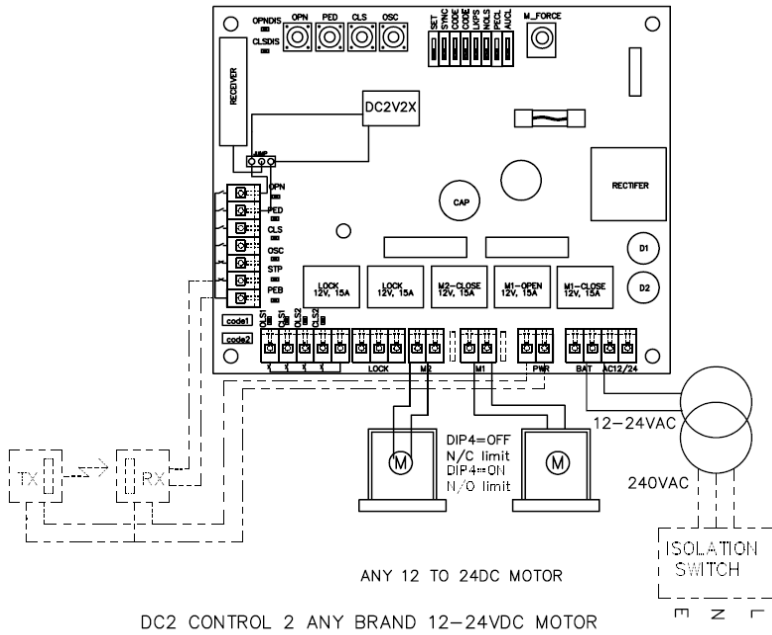 OPNDIS
CLSDIS
OPN PED CLS OSC
SET SYNC CODE CODE LKPS NOLS PECL AUCL
M_FORCE
RECEIVER
DC2V2X
JUMP
OPN
PED
CLS
OSC
STP
PEB
CAP
RECTIFER
D1
D2
LOCK
12V, 15A
LOCK
12V, 15A
M2-CLOSE
12V, 15A
M1-OPEN
12V, 15A
M1-CLOSE
12V, 15A
code1
code2
OLS1 CLS1 OLS2 CLS2
LOCK M2 M1 PWR BAT AC12/24
12-24VAC
240VAC
TX
RX
M
DIP4=OFF
N/C limit
DIP4=ON
N/O limit
M
ISOLATION
SWITCH
E N L
ANY 12 TO 24DC MOTOR
DC2 CONTROL 2 ANY BRAND 12-24VDC MOTOR